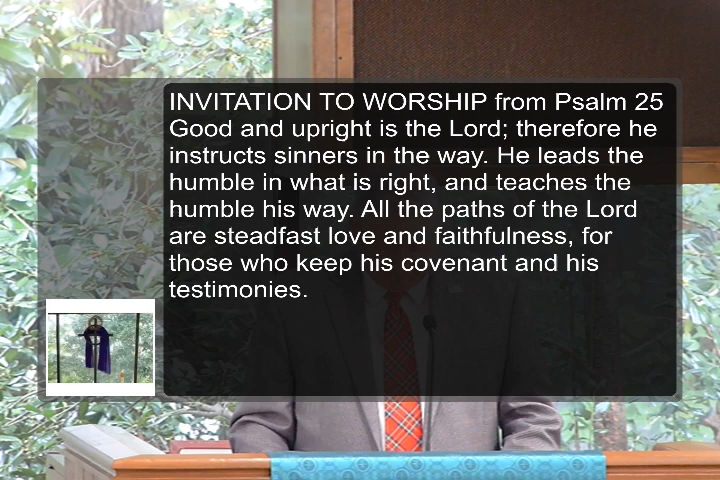 INVITATION TO WORSHIP from Psalm 25
Good and upright is the Lord; therefore he
instructs sinners in the way. He leads the
humble in what is right, and teaches the
humble his way. All the paths of the Lord
are steadfast love and faithfulness, for
those who keep his covenant and his
testimonies.